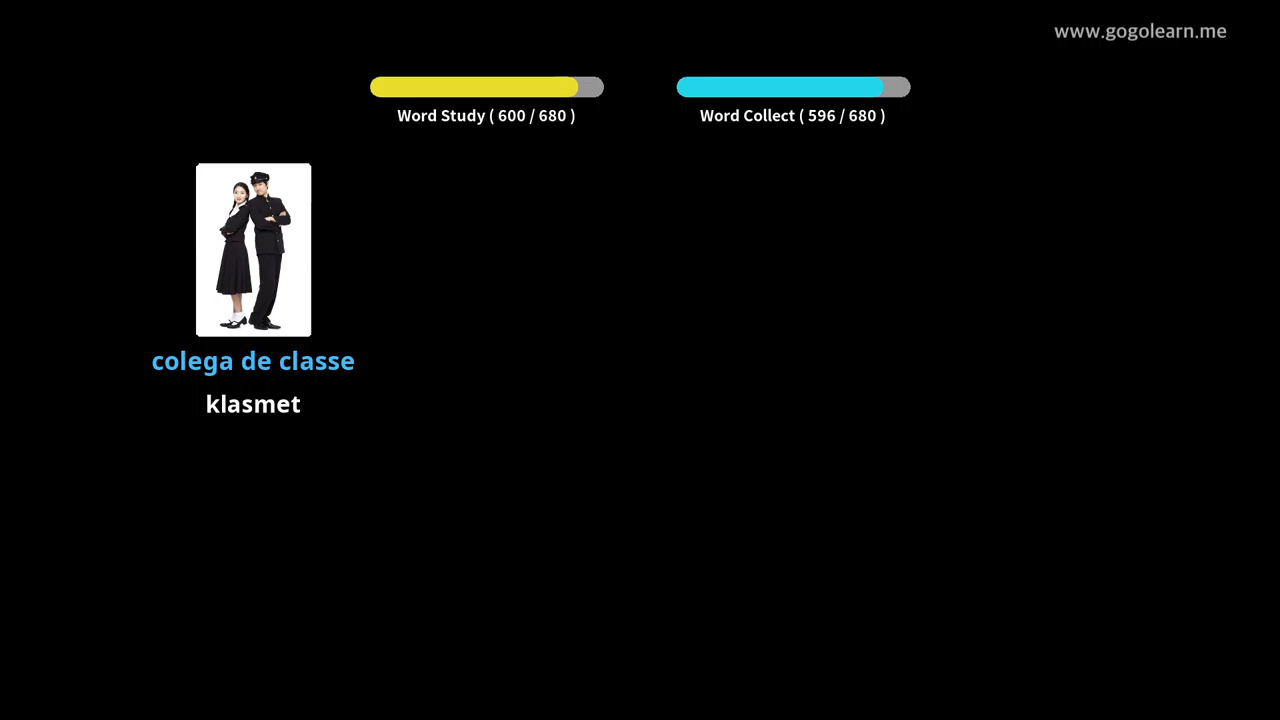 www.gogolearn.me
Word Study ( 600 / 680 )
Word Collect ( 596 / 680 )
colega de classe
klasmet